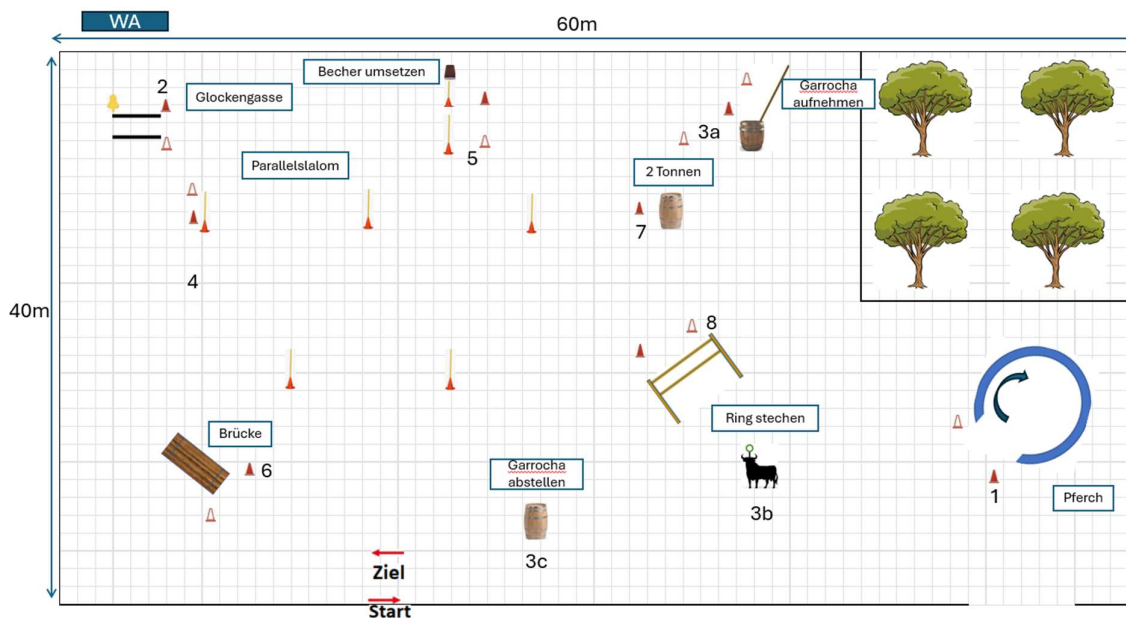 WA
60m
Becher umsetzen
Garrocha
aufnehmen
2
Glockengasse
3a
5
Parallelslalom
2 Tonnen
7
4
40m
8
Ring stechen
Brücke
6
Garrocha
abstellen
1
Pferch
3b
3c
Ziel
Start